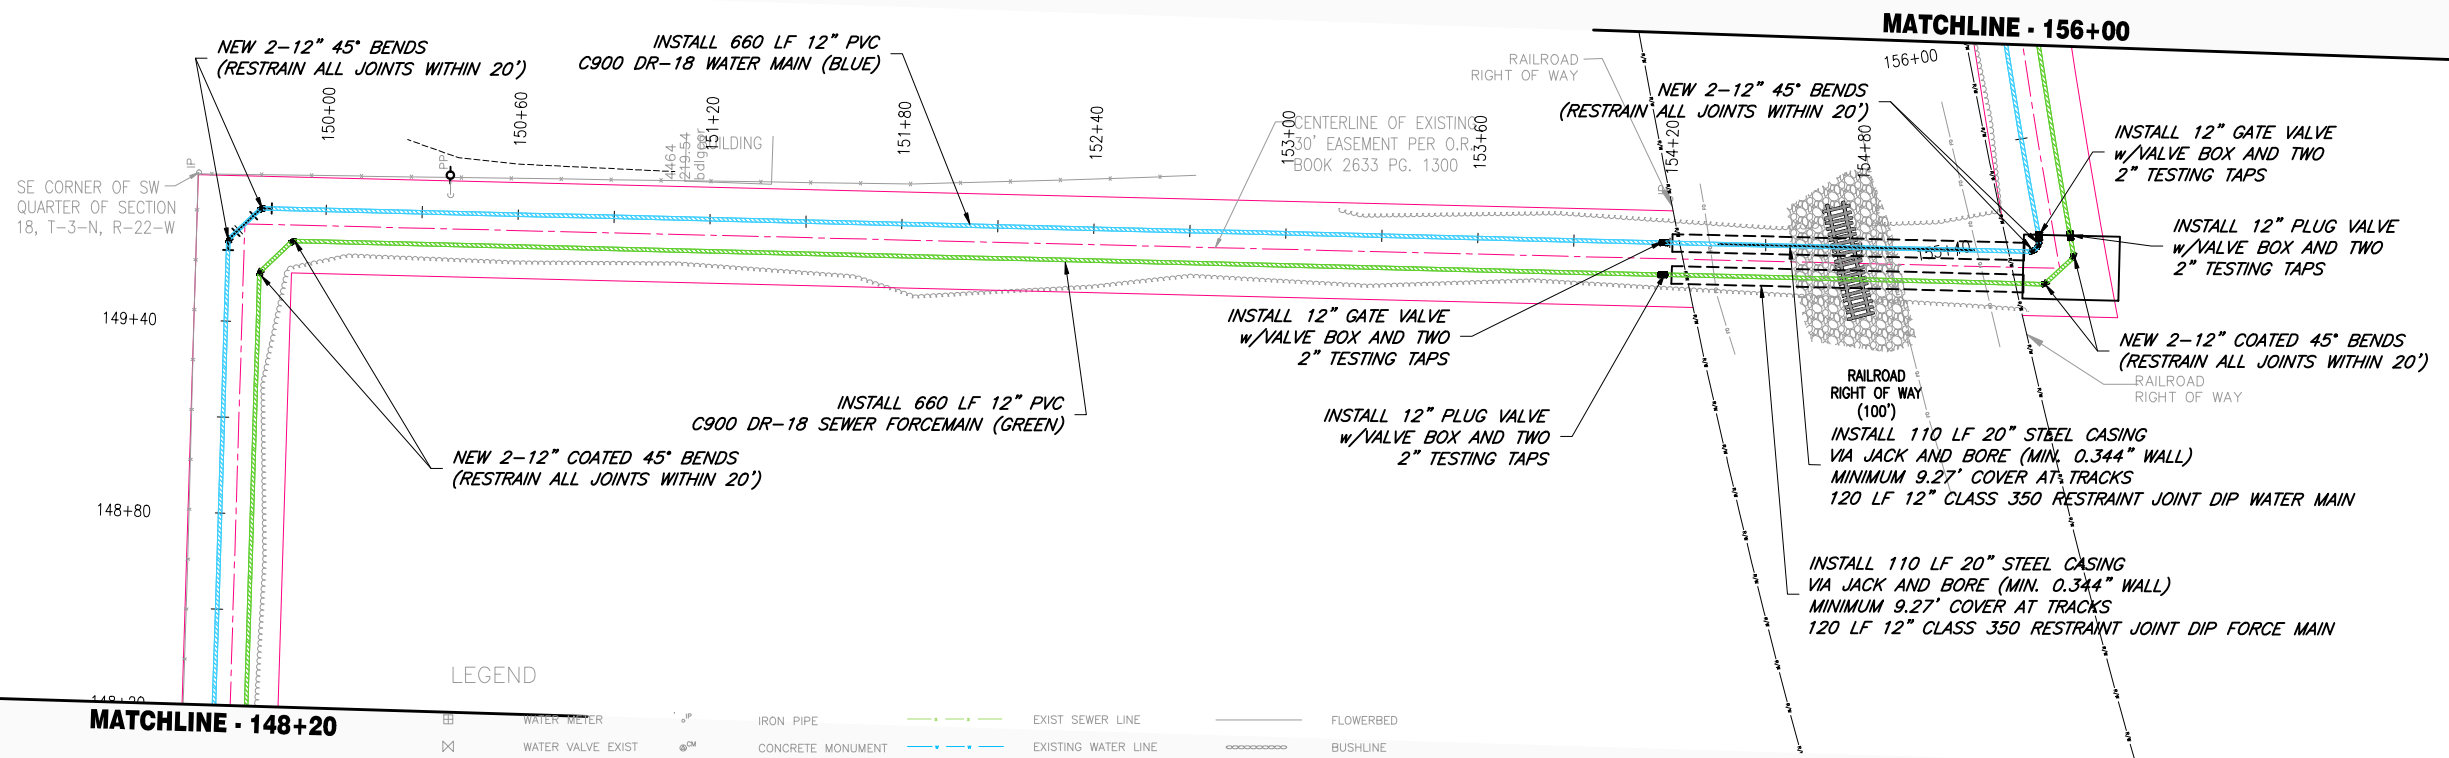 MATCHLINE - 156+00
NEW 2-12" 45° BENDS
(RESTRAIN ALL JOINTS WITHIN 20')
INSTALL 660 LF 12" PVC
C900 DR-18 WATER MAIN (BLUE)
RAILROAD
RIGHT OF WAY
156+00
NEW 2-12" 45° BENDS
(RESTRAIN ALL JOINTS WITHIN 20')
150+00
150+60
151+20
151+80
152+40
153+00
153+60
154+20
154+80
CENTERLINE OF EXISTING
30' EASEMENT PER O.R.
BOOK 2633 PG. 1300
INSTALL 12" GATE VALVE
w/VALVE BOX AND TWO
2" TESTING TAPS
IP
PP
4464
219.54
bdlgcor
SE CORNER OF SW
QUARTER OF SECTION
18, T-3-N, R-22-W
INSTALL 12" PLUG VALVE
w/VALVE BOX AND TWO
2" TESTING TAPS
149+40
INSTALL 12" GATE VALVE
w/VALVE BOX AND TWO
2" TESTING TAPS
NEW 2-12" COATED 45° BENDS
(RESTRAIN ALL JOINTS WITHIN 20')
RAILROAD
RIGHT OF WAY
RAILROAD
RIGHT OF WAY
(100')
INSTALL 660 LF 12" PVC
C900 DR-18 SEWER FORCEMAIN (GREEN)
INSTALL 12" PLUG VALVE
w/VALVE BOX AND TWO
2" TESTING TAPS
INSTALL 110 LF 20" STEEL CASING
VIA JACK AND BORE (MIN. 0.344" WALL)
MINIMUM 9.27' COVER AT TRACKS
120 LF 12" CLASS 350 RESTRAINT JOINT DIP WATER MAIN
NEW 2-12" COATED 45° BENDS
(RESTRAIN ALL JOINTS WITHIN 20')
148+80
INSTALL 110 LF 20" STEEL CASING
VIA JACK AND BORE (MIN. 0.344" WALL)
MINIMUM 9.27' COVER AT TRACKS
120 LF 12" CLASS 350 RESTRAINT JOINT DIP FORCE MAIN
148+20
MATCHLINE - 148+20
LEGEND
WATER METER
IP
IRON PIPE
EXIST SEWER LINE
FLOWERBED
WATER VALVE EXIST
CM
CONCRETE MONUMENT
EXISTING WATER LINE
BUSHLINE